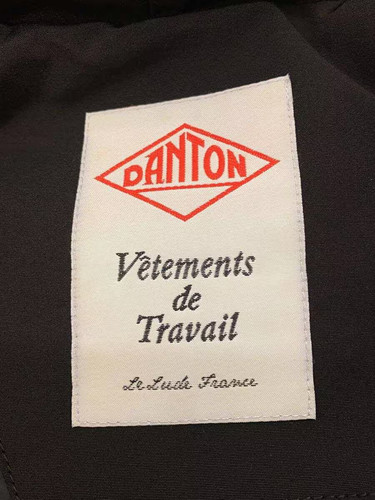 DANTON
Vêtements
de
Travail
Le Lude France